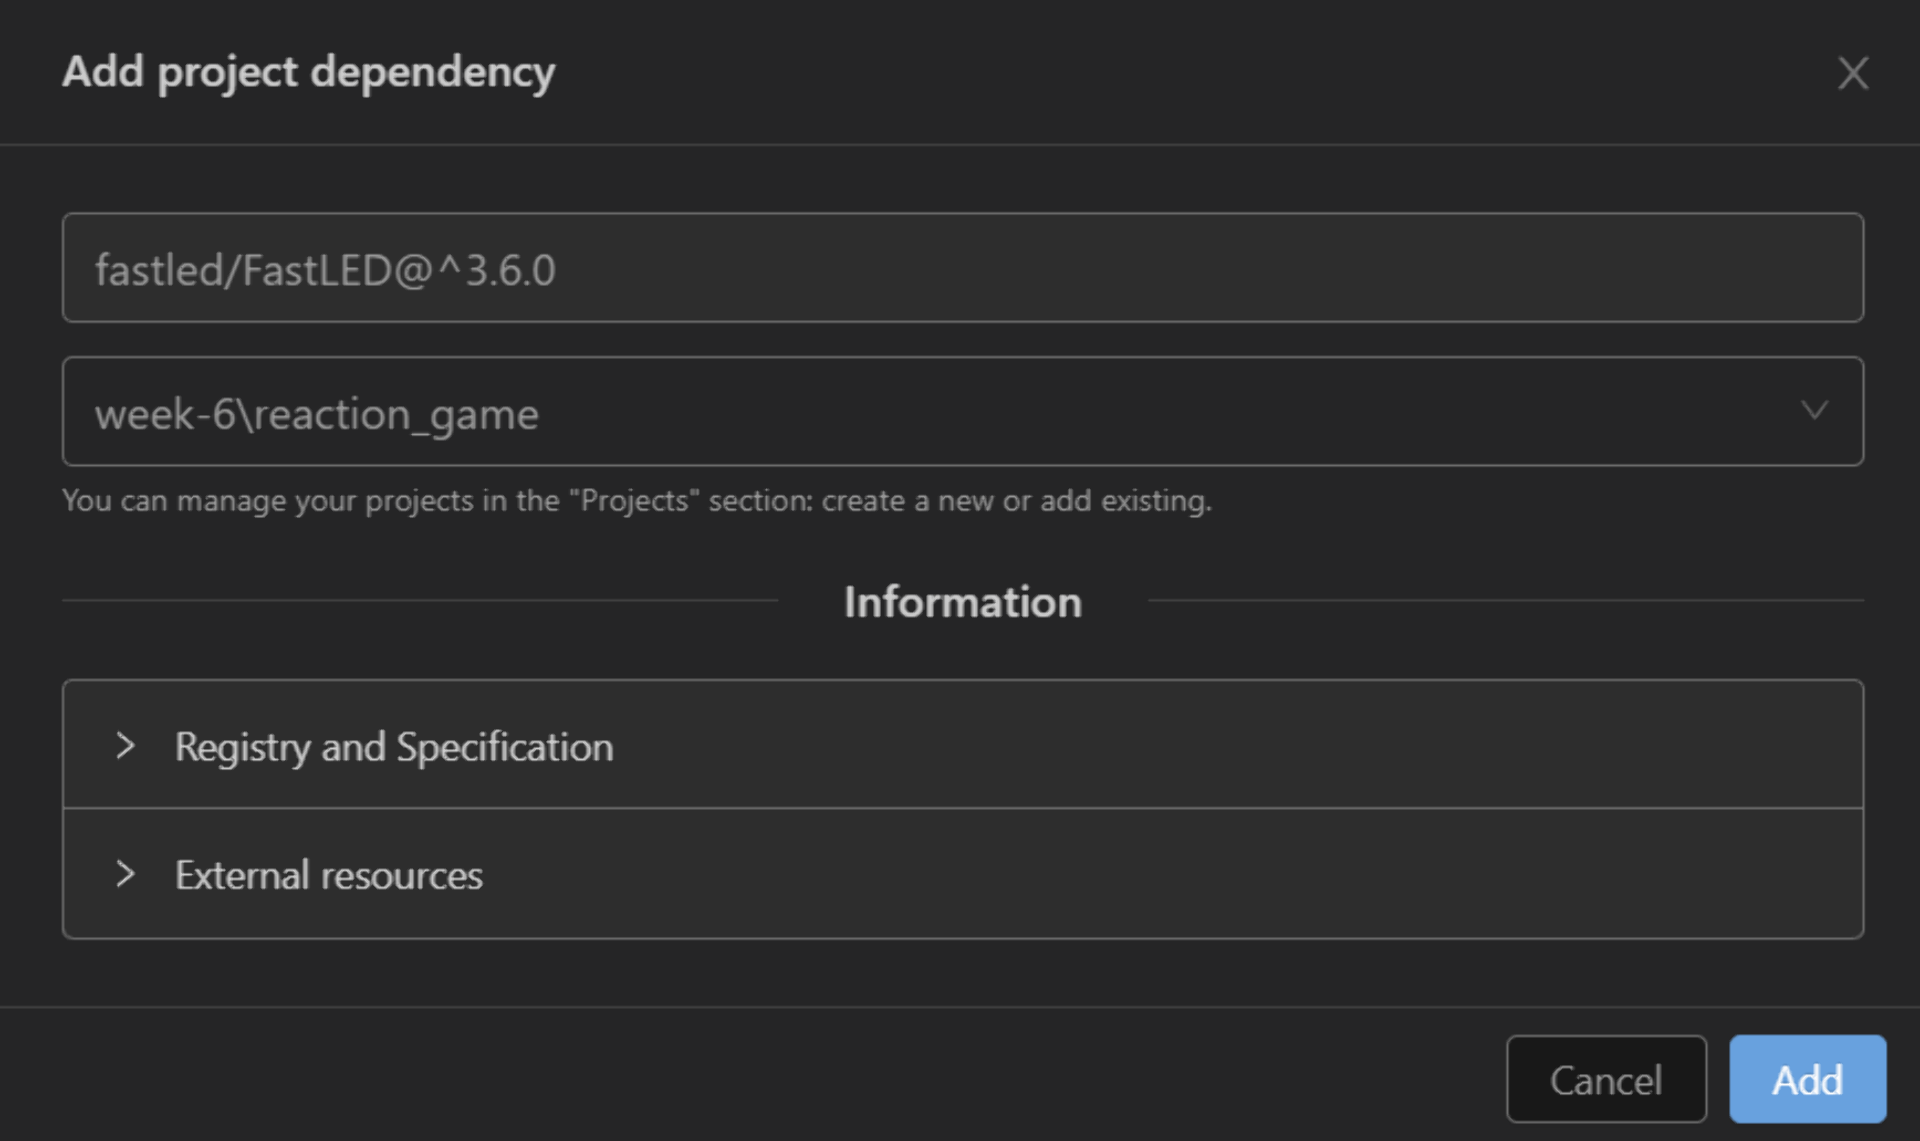 Add project dependency
fastled/FastLED@^3.6.0
week-6\reaction_game
You can manage your projects in the "Projects" section: create a new or add existing.
Information
Registry and Specification
External resources
Cancel
Add